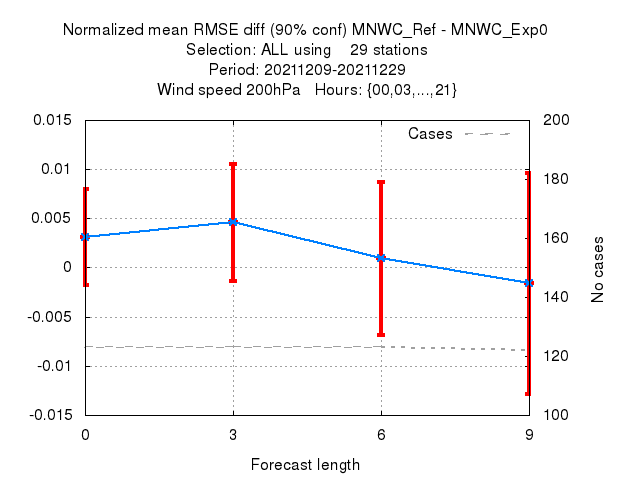 Normalized mean RMSE diff (90% conf) MNWC_Ref - MNWC_Exp0
Selection: ALL using    29 stations
Period: 20211209-20211229
Wind speed 200hPa   Hours: {00,03,...,21}
0.015
0.01
0.005
0
-0.005
-0.01
-0.015
Cases
200
180
160
140
120
100
No cases
0
3
6
9
Forecast length